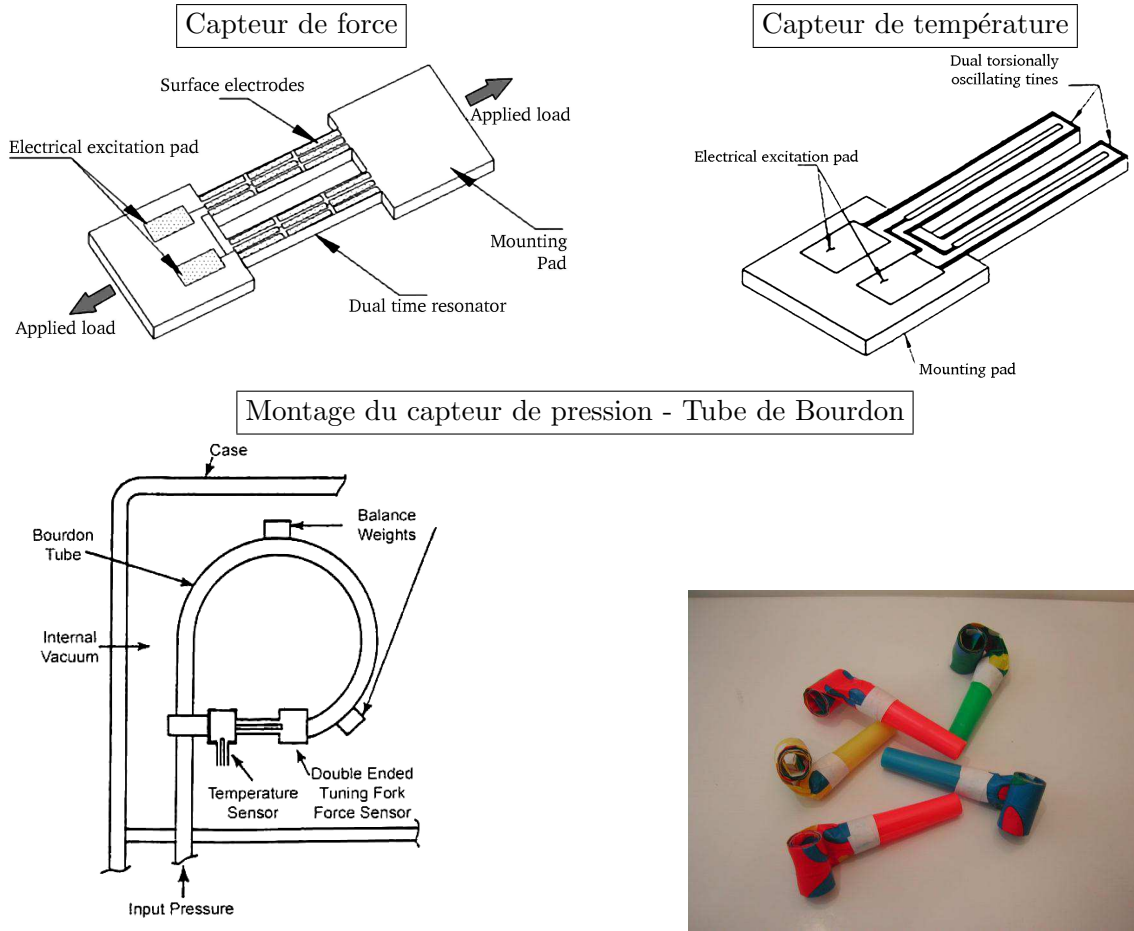 Capteur de force
Surface electrodes
Applied load
Electrical excitation pad
Mounting
Pad
Dual time resonator
Applied load
Capteur de température
Dual torsionally
oscillating tines
Electrical excitation pad
Mounting pad
Montage du capteur de pression - Tube de Bourdon
Case
Balance
Weights
Bourdon
Tube
Internal
Vacuum
Temperature
Sensor
Double Ended
Tuning Fork
Force Sensor
Input Pressure